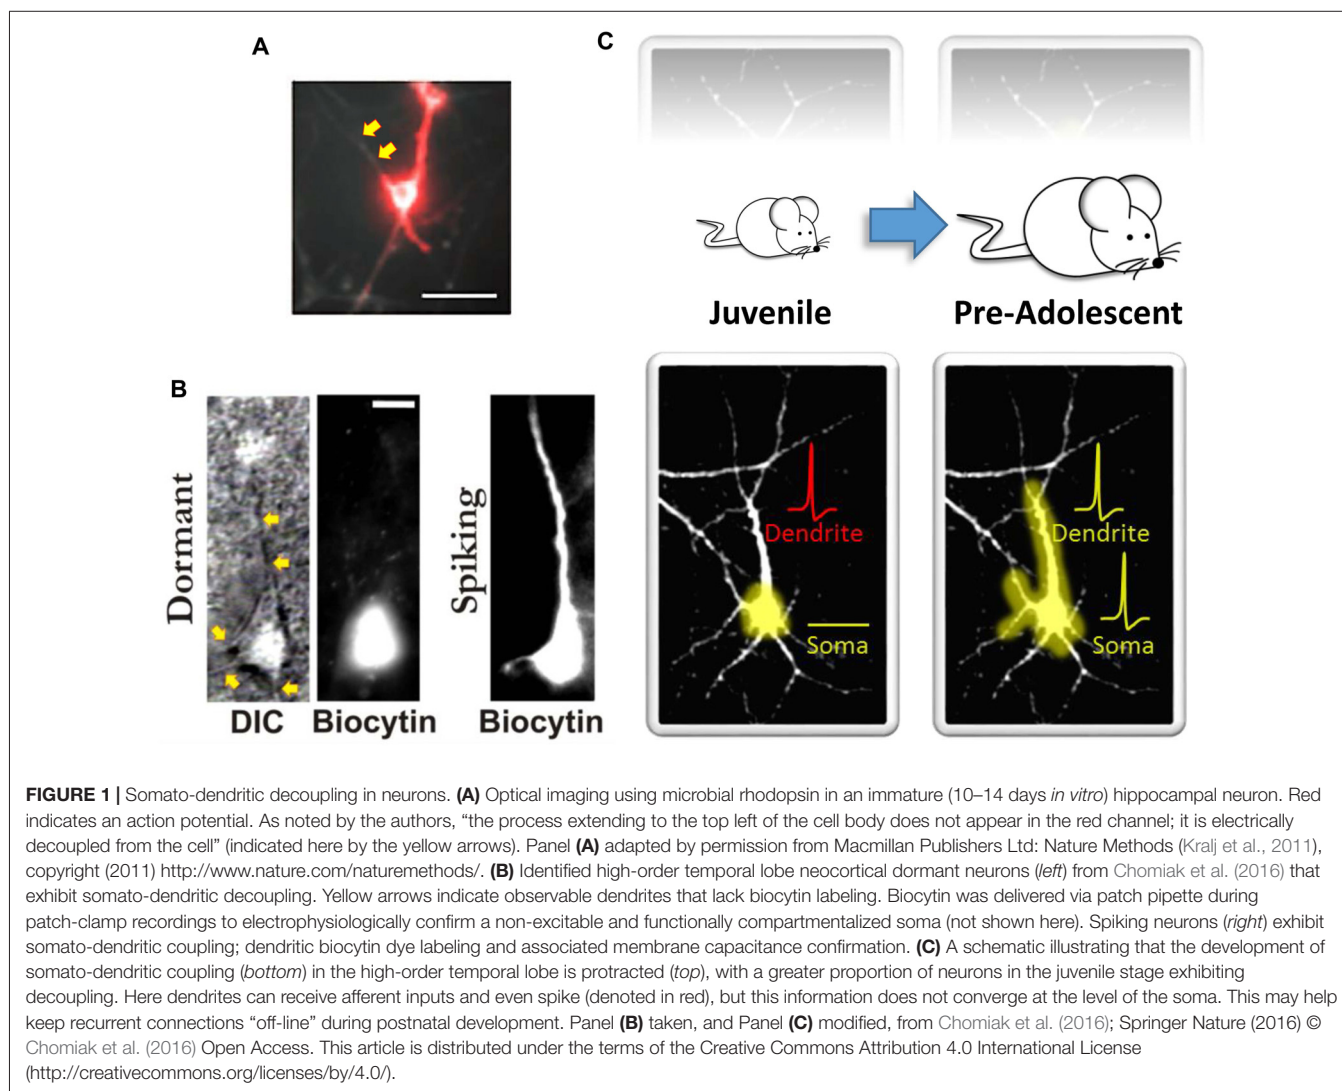 A
C
Juvenile
Pre-Adolescent
B
Dormant
DIC
Biocytin
Spiking
Biocytin
Dendrite
Soma
Dendrite
Soma
FIGURE 1 | Somato-dendritic decoupling in neurons. (A) Optical imaging using microbial rhodopsin in an immature (10–14 days in vitro) hippocampal neuron. Red
indicates an action potential. As noted by the authors, “the process extending to the top left of the cell body does not appear in the red channel; it is electrically
decoupled from the cell” (indicated here by the yellow arrows). Panel (A) adapted by permission from Macmillan Publishers Ltd: Nature Methods (Kralj et al., 2011),
copyright (2011) http://www.nature.com/naturemethods/. (B) Identified high-order temporal lobe neocortical dormant neurons (left) from Chomiak et al. (2016) that
exhibit somato-dendritic decoupling. Yellow arrows indicate observable dendrites that lack biocytin labeling. Biocytin was delivered via patch pipette during
patch-clamp recordings to electrophysiologically confirm a non-excitable and functionally compartmentalized soma (not shown here). Spiking neurons (right) exhibit
somato-dendritic coupling; dendritic biocytin dye labeling and associated membrane capacitance confirmation. (C) A schematic illustrating that the development of
somato-dendritic coupling (bottom) in the high-order temporal lobe is protracted (top), with a greater proportion of neurons in the juvenile stage exhibiting
decoupling. Here dendrites can receive afferent inputs and even spike (denoted in red), but this information does not converge at the level of the soma. This may help
keep recurrent connections “off-line” during postnatal development. Panel (B) taken, and Panel (C) modified, from Chomiak et al. (2016); Springer Nature (2016) ©
Chomiak et al. (2016) Open Access. This article is distributed under the terms of the Creative Commons Attribution 4.0 International License
(http://creativecommons.org/licenses/by/4.0/).